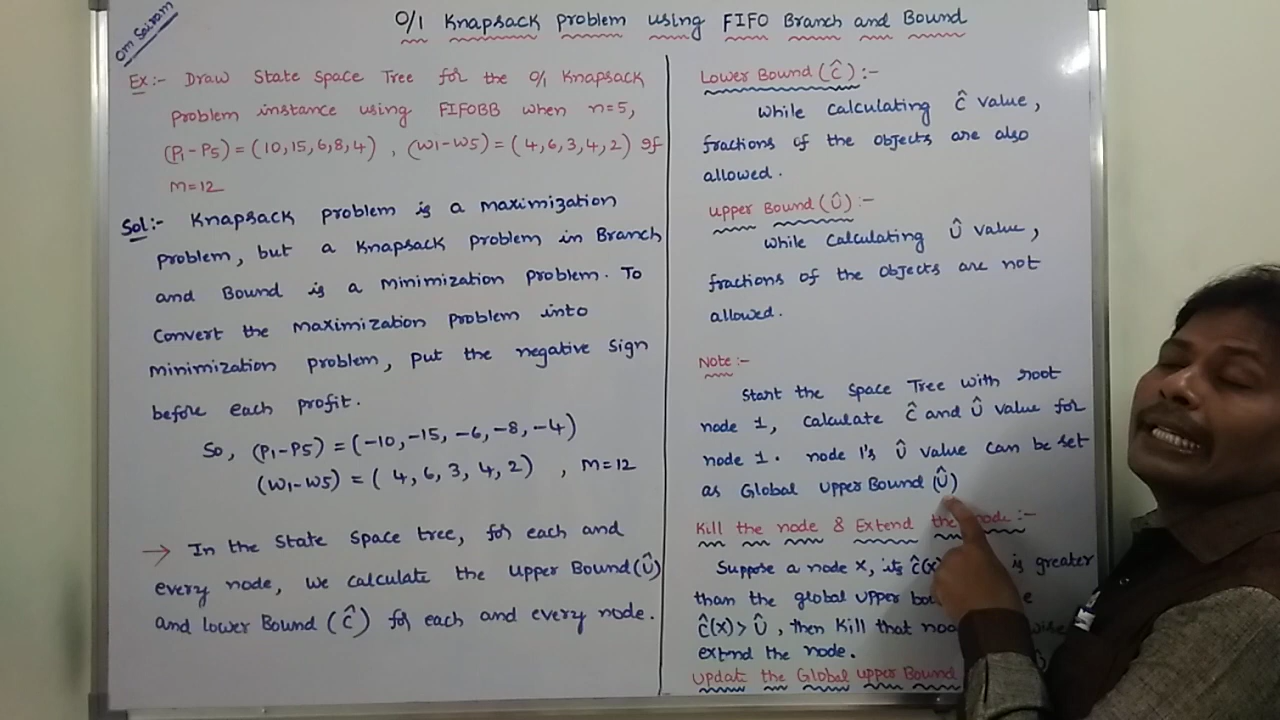 Om Sairam
0/1 Knapsack problem using FIFO Branch and Bound
Ex:- Draw State Space Tree for the 0/1 Knapsack
problem instance using FIFOBB when n=5,
(P1-P5) = (10,15,6,8,4) , (W1-W5) = (4,6,3,4,2) If
M=12
Sol:- Knapsack problem is a maximization
problem, but a Knapsack problem in Branch
and Bound is a minimization problem. To
Convert the maximization problem into
minimization problem, put the negative sign
before each profit.
So, (P1-P5) = (-10,-15,-6,-8,-4)
(W1-W5) = (4,6,3,4,2) , M=12
→ In the State Space tree, for each and
every node, we calculate the Upper Bound(Û)
and lower Bound (Ĉ) for each and every node.
Lower Bound (Ĉ):-
While calculating Ĉ value,
fractions of the objects are also
allowed.
Upper Bound (Û):-
While Calculating Û value,
fractions of the objects are not
allowed.
Note:-
Start the Space Tree with root
node 1, calculate Ĉ and Û value for
node 1. node 1's Û value can be set
as Global Upper Bound (Û)
Kill the node & Extend the node:-
Suppose a node x, its Ĉ(x) is greater
than the global upper
Ĉ(x) > Û, then kill that
extend the node.
Update the Global upper Bound